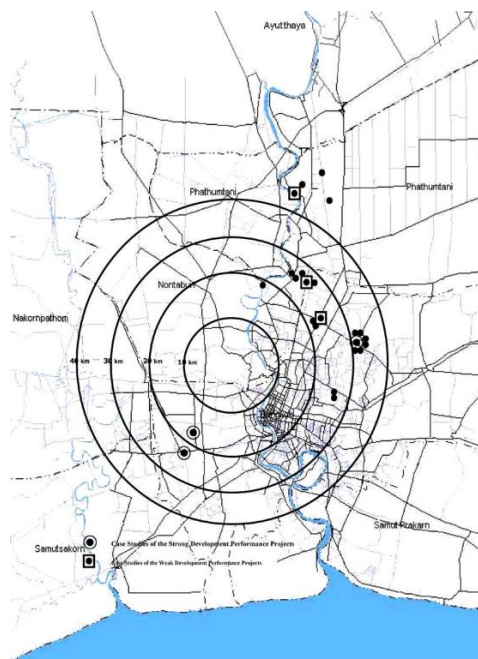 Ayutthaya
Phathumtani
Phathumtani
Nontaburi
Nakornpathom
40 km 30 km 20 km 10 km
Samut Prakarn
Samutsakorn
Case Studies of the Strong Development Performance Projects
Case Studies of the Weak Development Performance Projects